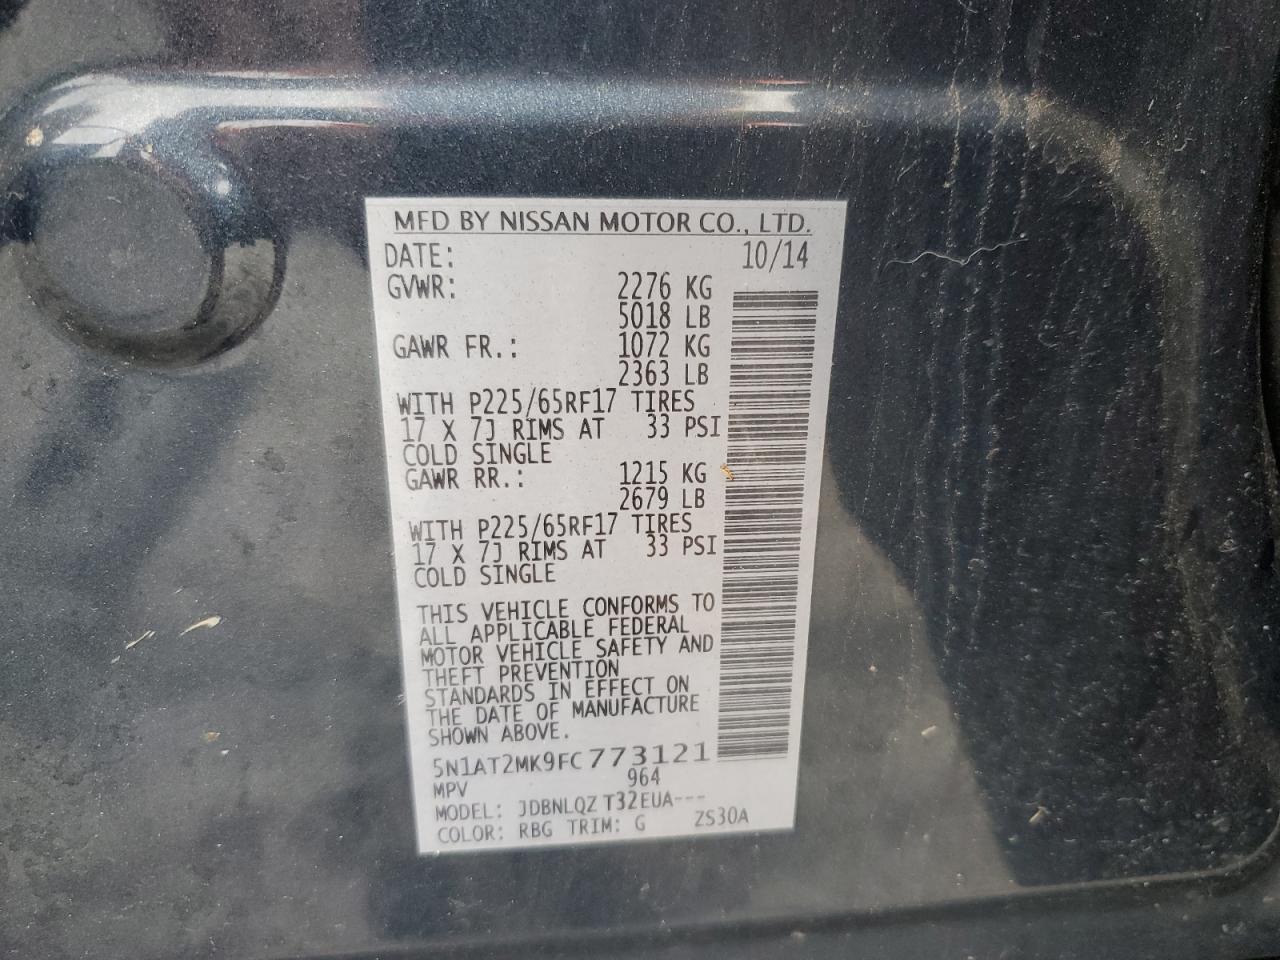 MFD BY NISSAN MOTOR CO., LTD.
DATE: 10/14
GVWR: 2276 KG
5018 LB
GAWR FR.: 1072 KG
2363 LB
WITH P225/65RF17 TIRES
17 X 7J RIMS AT 33 PSI
COLD SINGLE
GAWR RR.: 1215 KG
2679 LB
WITH P225/65RF17 TIRES
17 X 7J RIMS AT 33 PSI
COLD SINGLE
THIS VEHICLE CONFORMS TO
ALL APPLICABLE FEDERAL
MOTOR VEHICLE SAFETY AND
THEFT PREVENTION
STANDARDS IN EFFECT ON
THE DATE OF MANUFACTURE
SHOWN ABOVE.
5N1AT2MK9FC773121
MPV 964
MODEL: JDBNLQZ T32EUA---
COLOR: RBG TRIM: G ZS30A